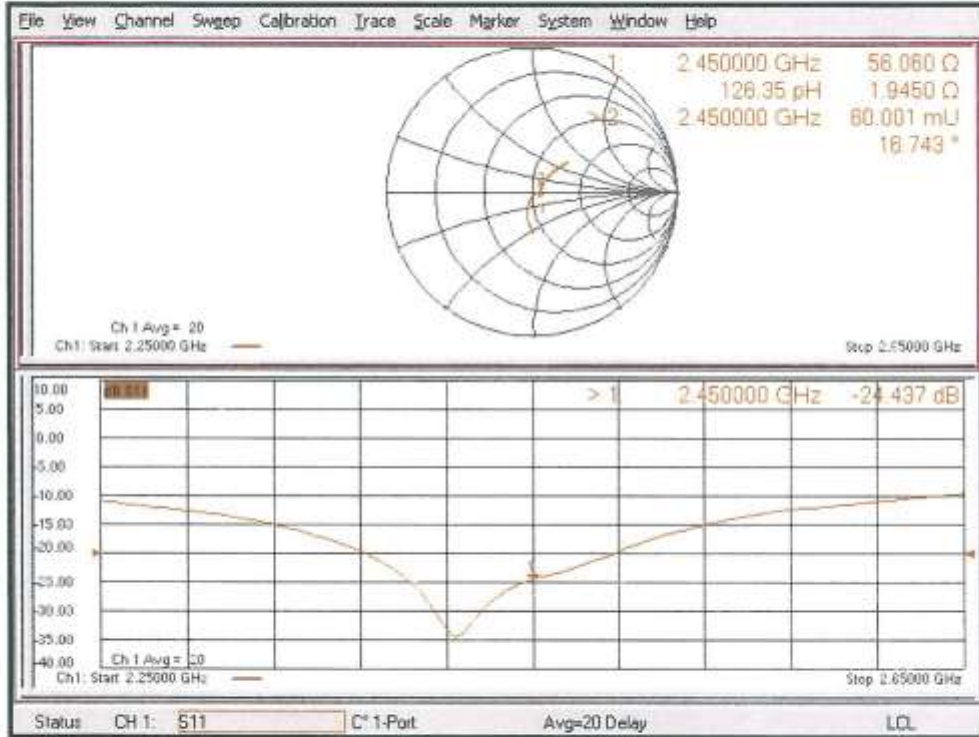 File View Channel Sweep Calibration Trace Scale Marker System Window Help
1: 2.450000 GHz 56.060 Ω
126.35 pH 1.9450 Ω
> 2: 2.450000 GHz 60.001 mU
16.743 °
Ch 1 Avg = 20
Ch1: Start 2.25000 GHz Stop 2.65000 GHz
10.00 dB S11 > 1: 2.450000 GHz -24.437 dB
5.00
0.00
-5.00
-10.00
-15.00
-20.00
-25.00
-30.00
-35.00
-40.00 Ch 1 Avg = 20
Ch1: Start 2.25000 GHz Stop 2.65000 GHz
Status CH 1: S11 C* 1-Port Avg=20 Delay LCL